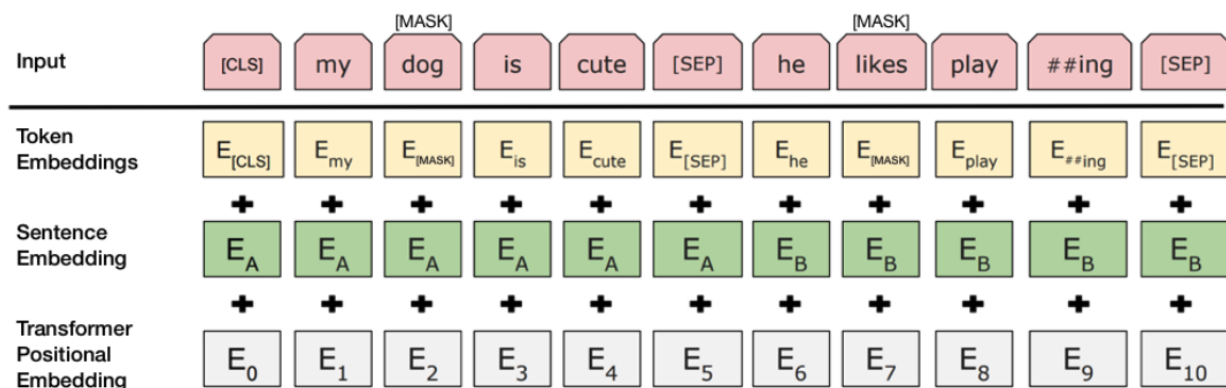 [MASK] [MASK]
Input [CLS] my dog is cute [SEP] he likes play ##ing [SEP]
Token
Embeddings
E[CLS] Emy E[MASK] Eis Ecute E[SEP] Ehe E[MASK] Eplay E##ing E[SEP]
+ + + + + + + + + + +
Sentence
Embedding
EA EA EA EA EA EA EB EB EB EB EB
+ + + + + + + + + + +
Transformer
Positional
Embedding
E0 E1 E2 E3 E4 E5 E6 E7 E8 E9 E10